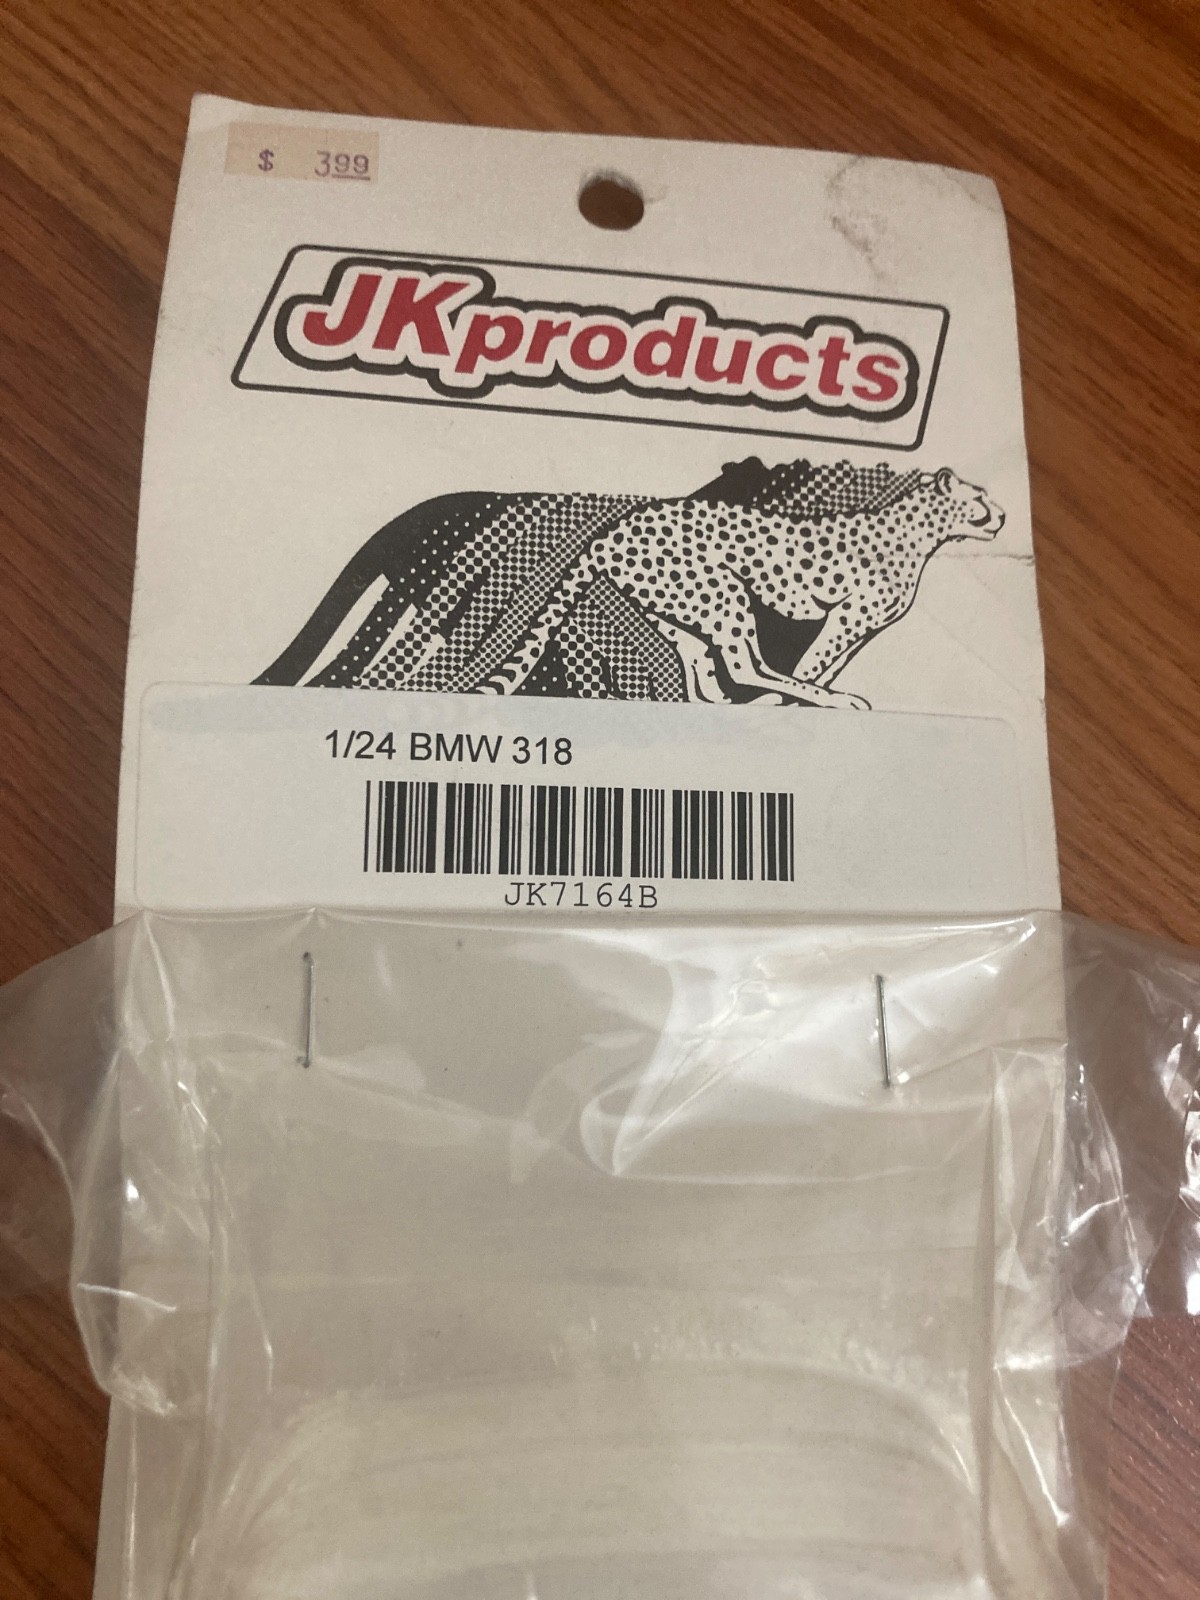 $ 399
JKproducts
1/24 BMW 318
JK7164B